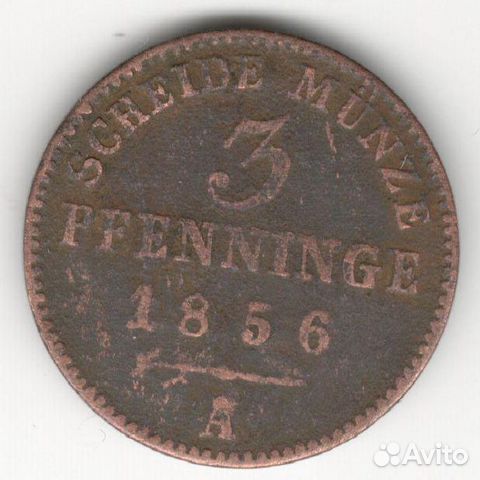 SCHEIDE MÜNZE
3
PFENNINGE
1856
A
Avito